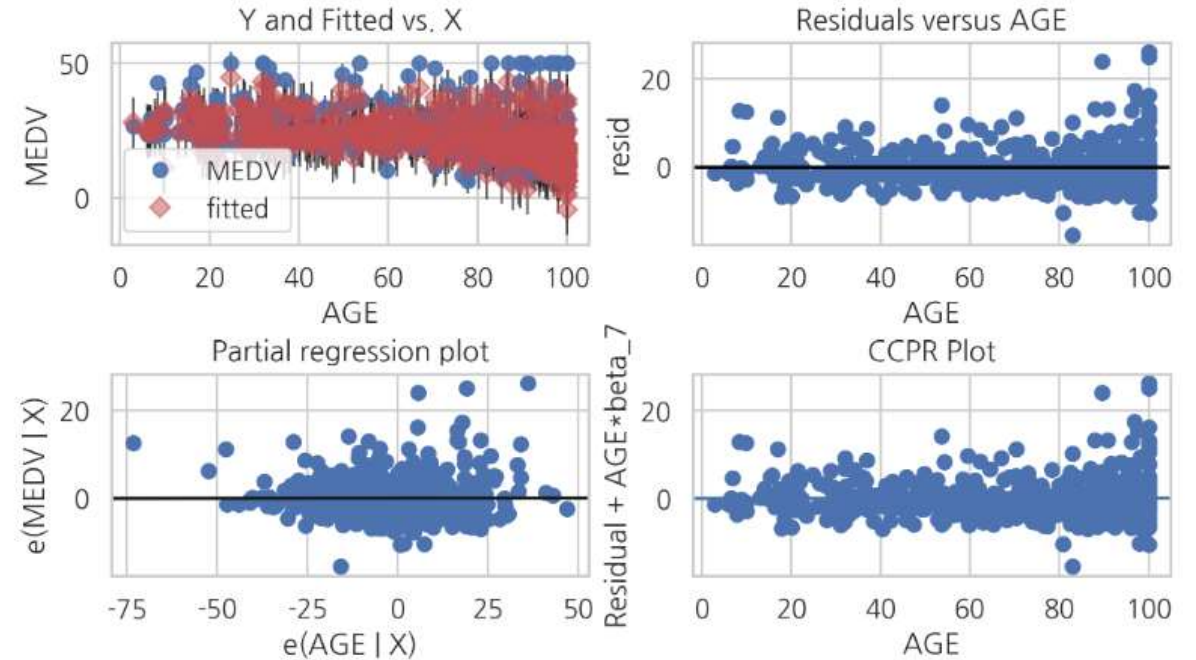 Y and Fitted vs. X
MEDV
50
0
MEDV
fitted
0 20 40 60 80 100
AGE
Residuals versus AGE
resid
20
0
0 20 40 60 80 100
AGE
Partial regression plot
e(MEDV | X)
20
0
-75 -50 -25 0 25 50
e(AGE | X)
CCPR Plot
Residual + AGE*beta_7
20
0
0 20 40 60 80 100
AGE